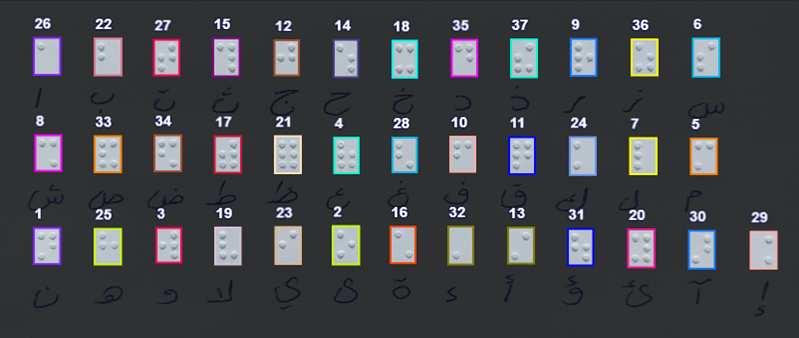 26 22 27 15 12 14 18 35 37 9 36 6
ا ب ت ث ج ح خ د ذ ر ز س
8 33 34 17 21 4 28 10 11 24 7 5
ش ص ض ط ظ ع غ ف ق ك ل م
1 25 3 19 23 2 16 32 13 31 20 30 29
ن هـ و لا ي ى ة ء أ ؤ ئ آ إ